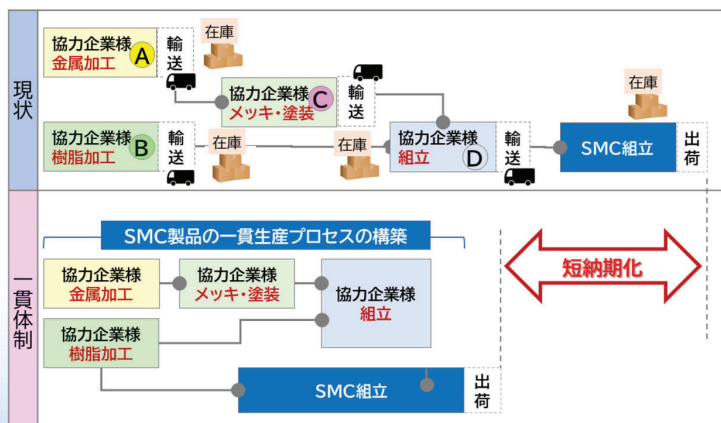 現状
協力企業様
金属加工
A
輸送
在庫
協力企業様
メッキ・塗装
C
輸送
協力企業様
樹脂加工
B
輸送
在庫
在庫
協力企業様
組立
D
輸送
在庫
SMC組立
出荷
一貫体制
SMC製品の一貫生産プロセスの構築
協力企業様
金属加工
協力企業様
メッキ・塗装
協力企業様
組立
協力企業様
樹脂加工
SMC組立
出荷
短納期化